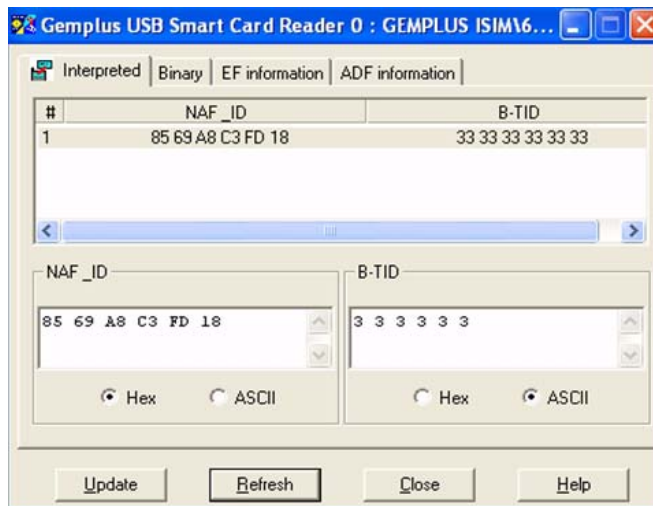 Gemplus USB Smart Card Reader 0 : GEMPLUS ISIM\6...
Interpreted Binary EF information ADF information
# NAF_ID B-TID
1 85 69 A8 C3 FD 18 33 33 33 33 33 33
NAF_ID B-TID
85 69 A8 C3 FD 18 3 3 3 3 3 3
Hex ASCII Hex ASCII
Update Refresh Close Help